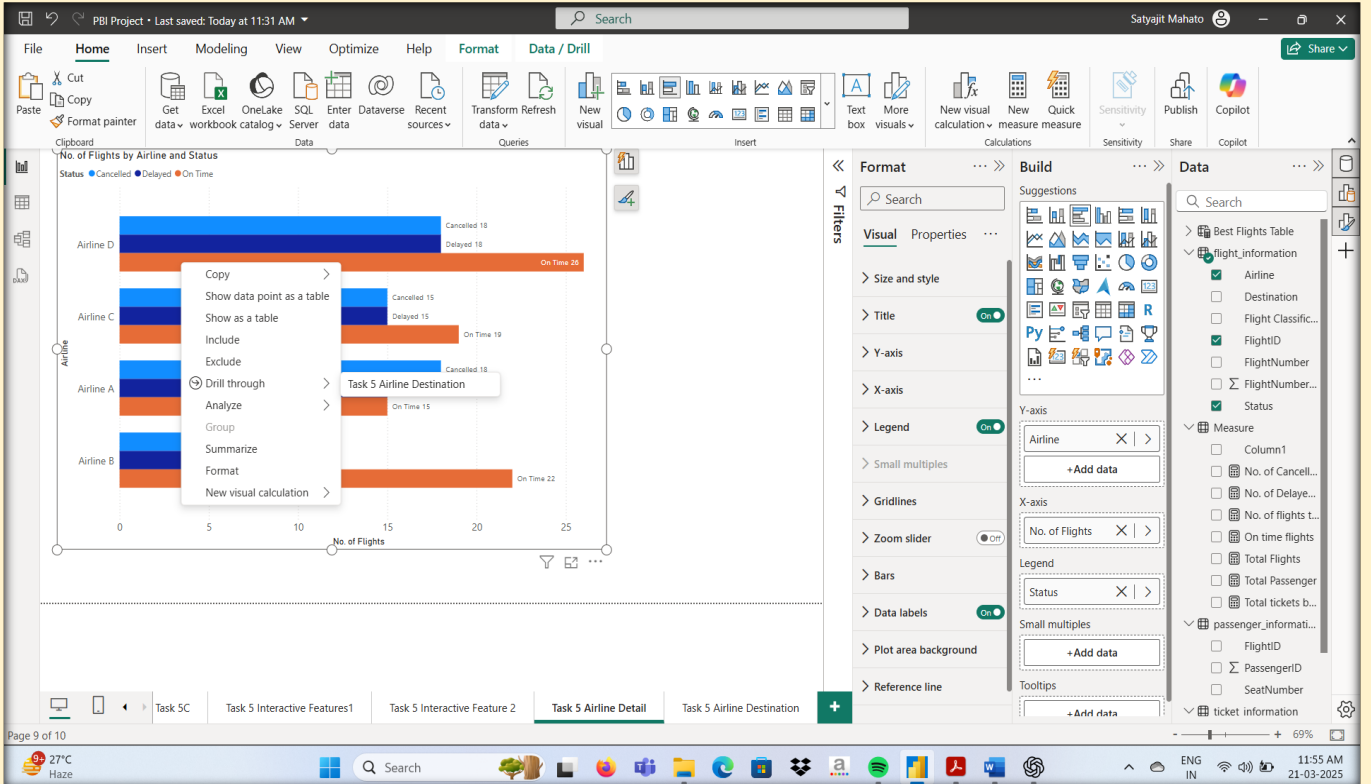 PBI Project • Last saved: Today at 11:31 AM
Search
Satyajit Mahato
File Home Insert Modeling View Optimize Help Format Data / Drill
Share
Paste
Cut
Copy
Format painter
Clipboard
Get data
Excel workbook
OneLake catalog
SQL Server
Enter data
Dataverse
Recent sources
Data
Transform data
Refresh
Queries
New visual
Text box
More visuals
Insert
New visual calculation
New measure
Quick measure
Calculations
Sensitivity
Sensitivity
Publish
Share
Copilot
Copilot
No. of Flights by Airline and Status
Status Cancelled Delayed On Time
Airline
Airline D
Cancelled 18
Delayed 18
On Time 26
Airline C
Cancelled 15
Delayed 15
On Time 19
Airline A
Cancelled 18
On Time 15
Airline B
On Time 22
0 5 10 15 20 25
No. of Flights
Copy
Show data point as a table
Show as a table
Include
Exclude
Drill through
Task 5 Airline Destination
Analyze
Group
Summarize
Format
New visual calculation
Filters
Format
Search
Visual Properties
Size and style
Title
On
Y-axis
X-axis
Legend
On
Small multiples
Gridlines
Zoom slider
Off
Bars
Data labels
On
Plot area background
Reference line
Build
Suggestions
123
R
Py
123
Y-axis
Airline
+Add data
X-axis
No. of Flights
Legend
Status
Small multiples
+Add data
Tooltips
+Add data
Data
Search
Best Flights Table
flight_information
Airline
Destination
Flight Classific...
FlightID
FlightNumber
FlightNumber...
Status
Measure
Column1
No. of Cancell...
No. of Delaye...
No. of flights t...
On time flights
Total Flights
Total Passenger
Total tickets b...
passenger_informati...
FlightID
PassengerID
SeatNumber
ticket information
Task 5C
Task 5 Interactive Features1
Task 5 Interactive Feature 2
Task 5 Airline Detail
Task 5 Airline Destination
Page 9 of 10
69%
9+
27°C
Haze
Search
ENG
IN
11:55 AM
21-03-2025